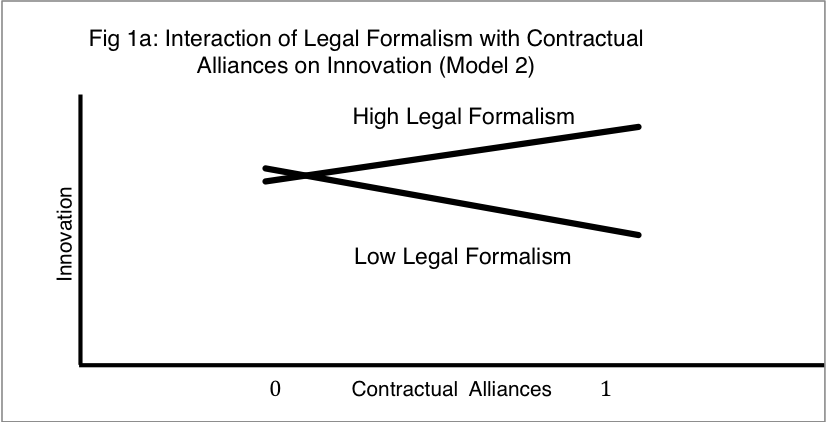 Fig 1a: Interaction of Legal Formalism with Contractual
Alliances on Innovation (Model 2)
High Legal Formalism
Innovation
Low Legal Formalism
0 Contractual Alliances 1